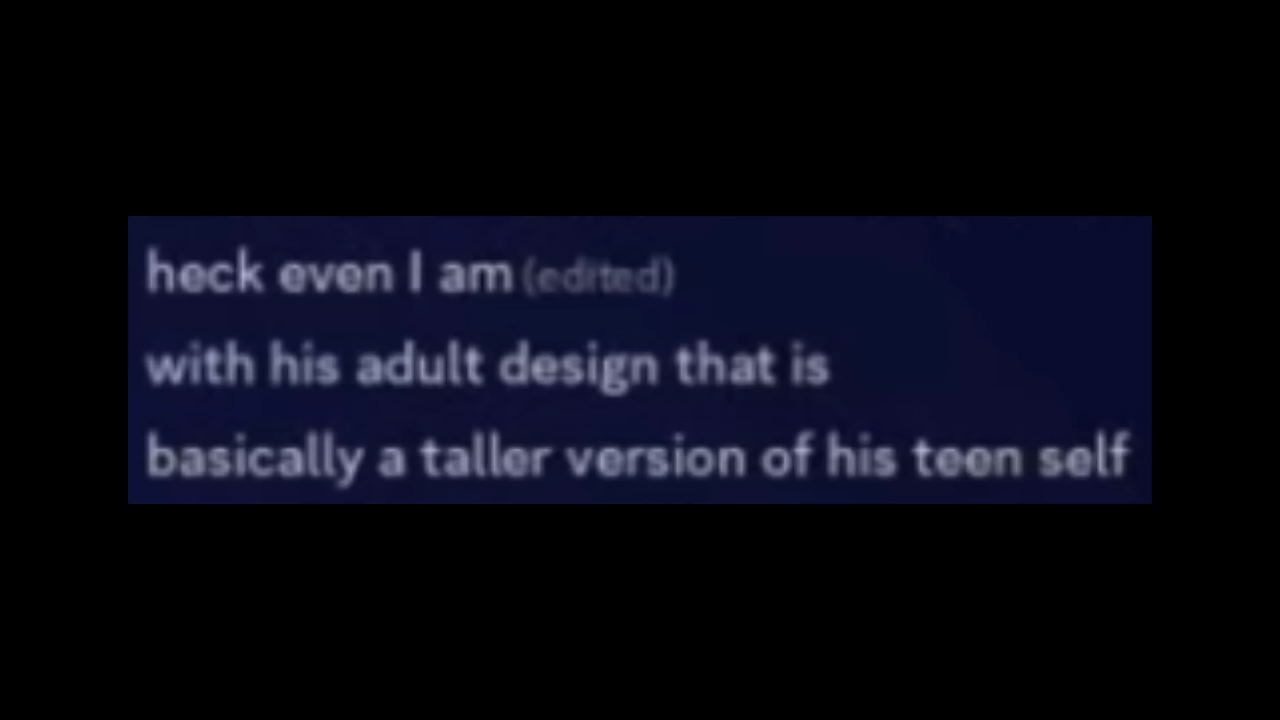 heck even I am (edited)
with his adult design that is
basically a taller version of his teen self